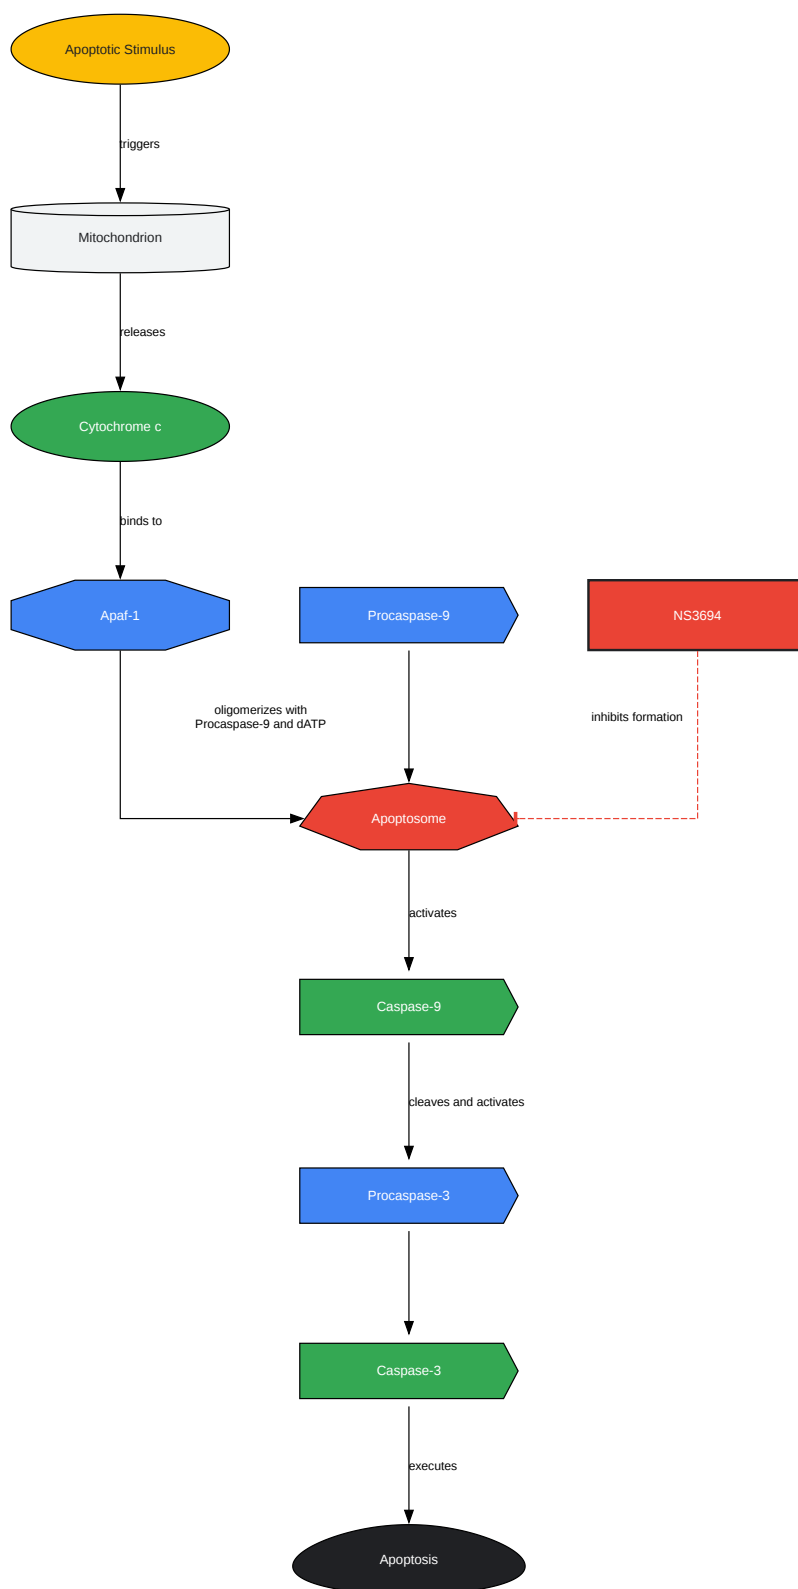 Apoptotic Stimulus
triggers
Mitochondrion
releases
Cytochrome c
binds to
Apaf-1
Procaspase-9
NS3694
oligomerizes with
Procaspase-9 and dATP
inhibits formation
Apoptosome
activates
Caspase-9
cleaves and activates
Procaspase-3
Caspase-3
executes
Apoptosis